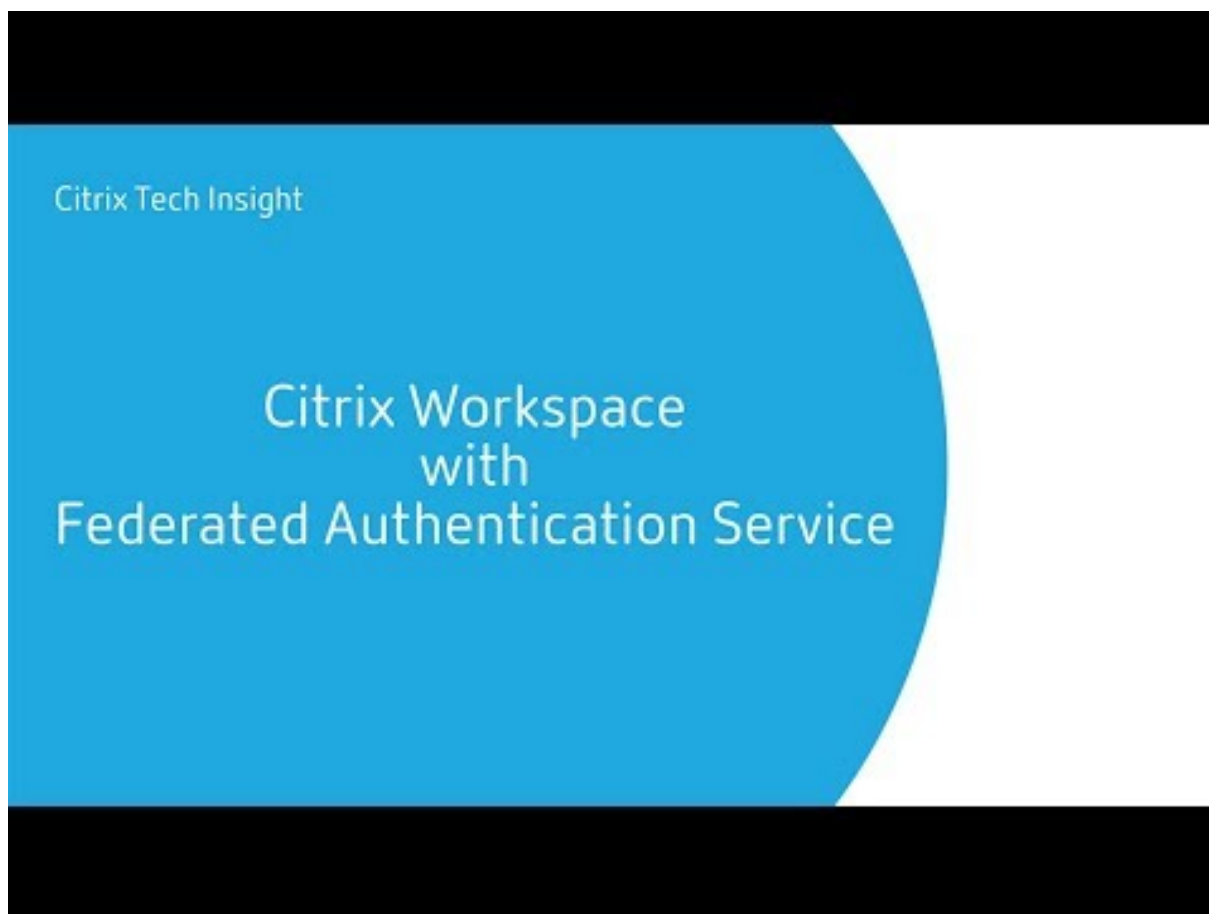 Citrix Tech Insight
Citrix Workspace
with
Federated Authentication Service